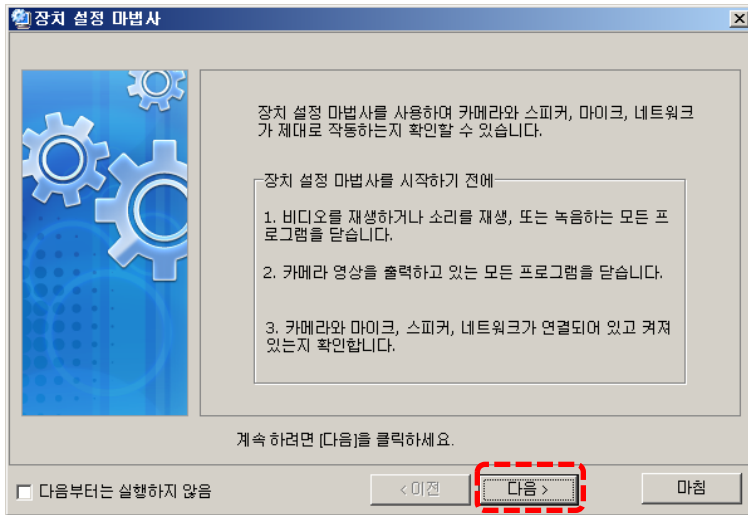 장치 설정 마법사
장치 설정 마법사를 사용하여 카메라와 스피커, 마이크, 네트워크
가 제대로 작동하는지 확인할 수 있습니다.
장치 설정 마법사를 시작하기 전에
1. 비디오를 재생하거나 소리를 재생, 또는 녹음하는 모든 프
로그램을 닫습니다.
2. 카메라 영상을 출력하고 있는 모든 프로그램을 닫습니다.
3. 카메라와 마이크, 스피커, 네트워크가 연결되어 있고 켜져
있는지 확인합니다.
계속 하려면 [다음]을 클릭하세요.
다음부터는 실행하지 않음
< 이전
다음 >
마침